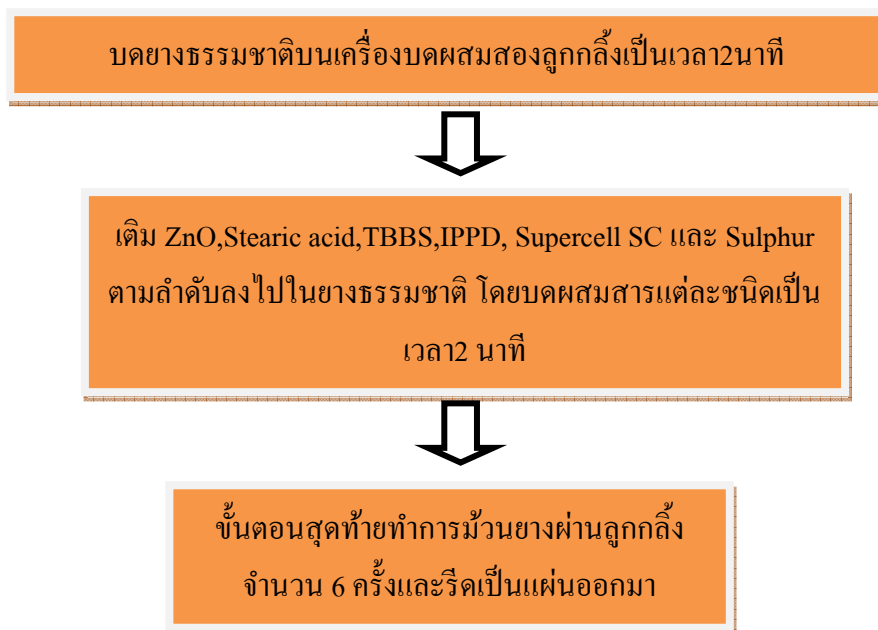 บดยางธรรมชาติบนเครื่องบดผสมสองลูกกลิ้งเป็นเวลา2นาที
เติม ZnO,Stearic acid,TBBS,IPPD, Supercell SC และ Sulphur
ตามลำดับลงไปในยางธรรมชาติ โดยบดผสมสารแต่ละชนิดเป็น
เวลา2 นาที
ขั้นตอนสุดท้ายทำการม้วนยางผ่านลูกกลิ้ง
จำนวน 6 ครั้งและรีดเป็นแผ่นออกมา